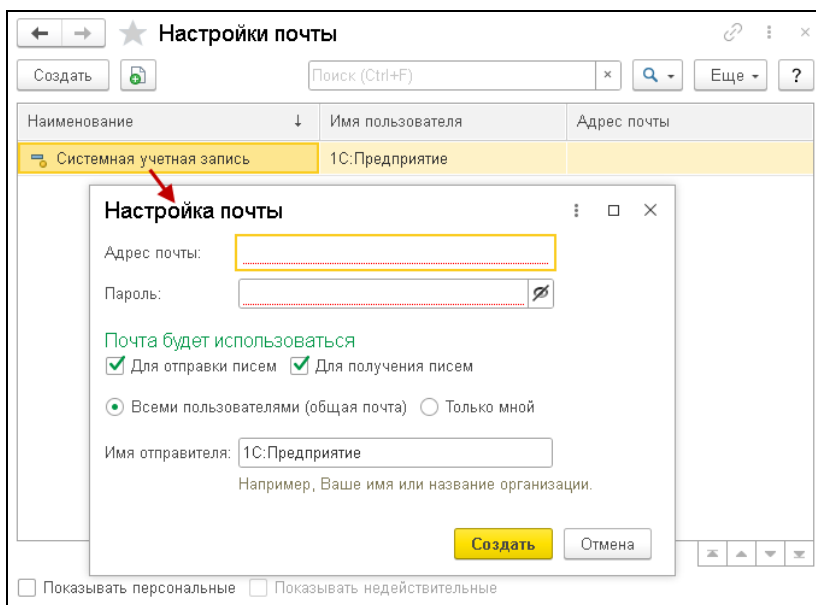 Настройки почты
Создать Поиск (Ctrl+F) × Еще ?
Наименование ↓ Имя пользователя Адрес почты
Системная учетная запись 1С:Предприятие
Настройка почты
Адрес почты:
Пароль:
Почта будет использоваться
Для отправки писем Для получения писем
Всеми пользователями (общая почта) Только мной
Имя отправителя: 1С:Предприятие
Например, Ваше имя или название организации.
Создать Отмена
Показывать персональные Показывать недействительные